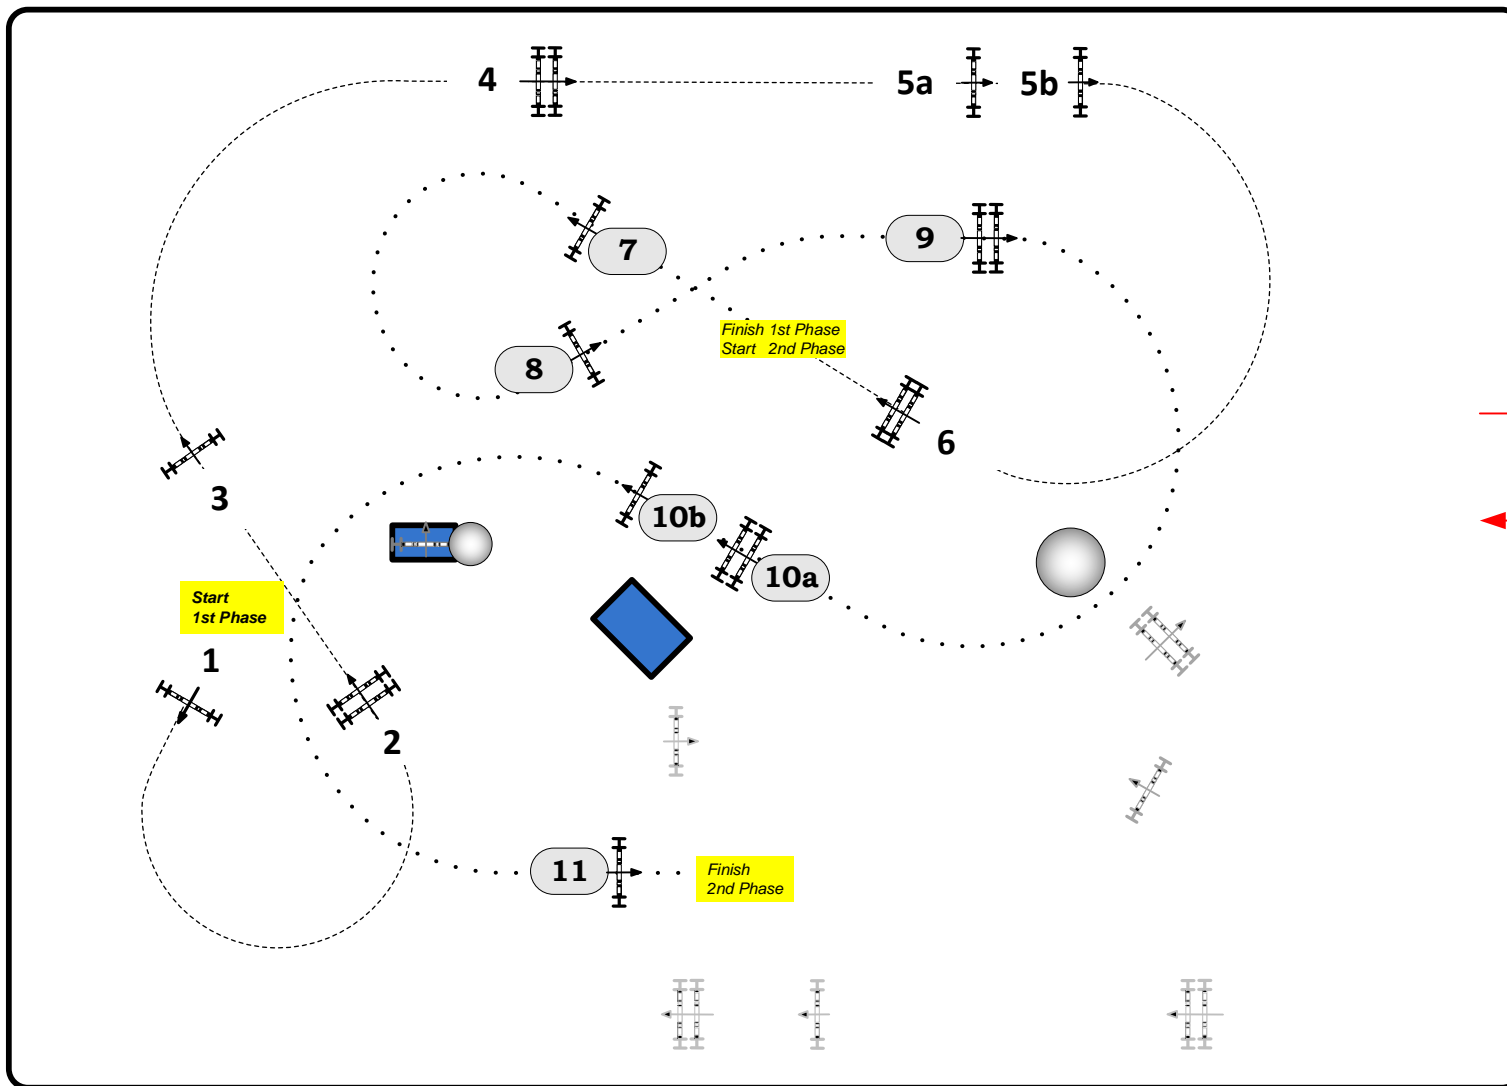 4
5a
5b
7
9
Finish 1st Phase
Start 2nd Phase
8
6
3
10b
10a
Start
1st Phase
1
2
11
Finish
2nd Phase